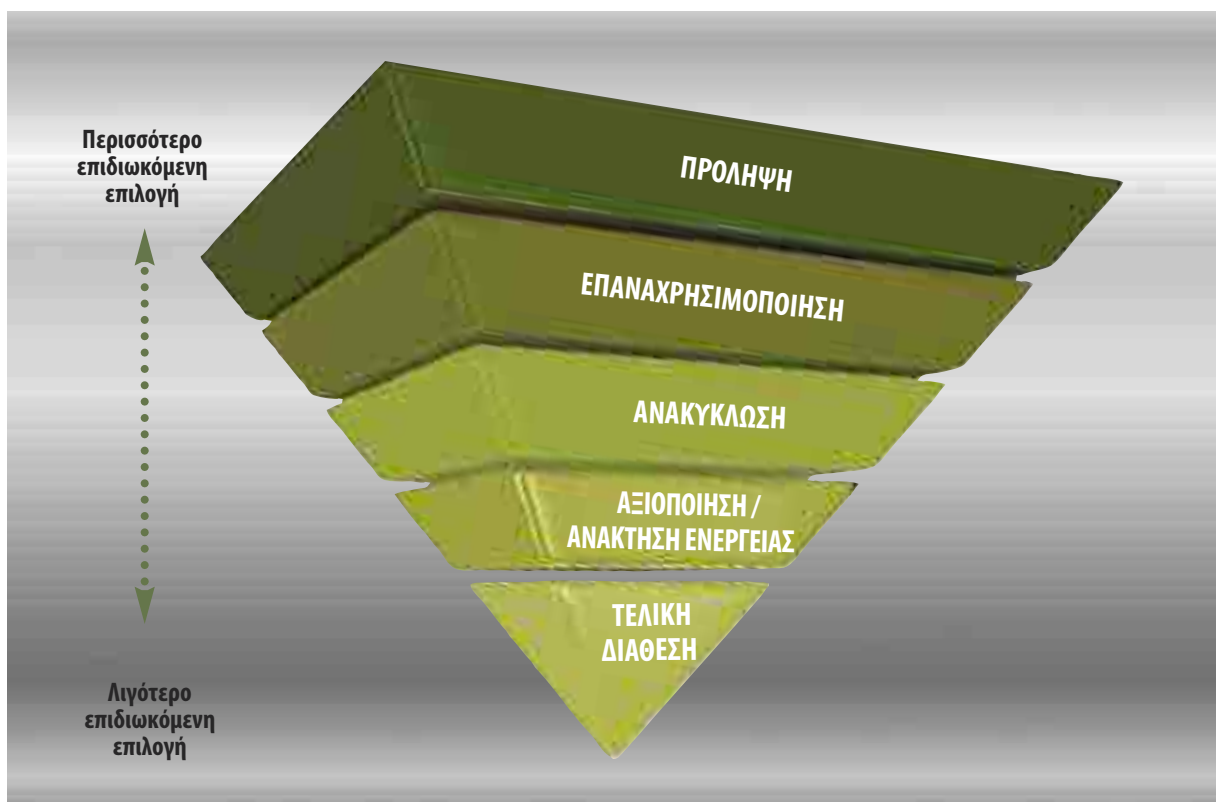 Περισσότερο
επιδιωκόμενη
επιλογή
ΠΡΟΛΗΨΗ
ΕΠΑΝΑΧΡΗΣΙΜΟΠΟΙΗΣΗ
ΑΝΑΚΥΚΛΩΣΗ
ΑΞΙΟΠΟΙΗΣΗ /
ΑΝΑΚΤΗΣΗ ΕΝΕΡΓΕΙΑΣ
ΤΕΛΙΚΗ
ΔΙΑΘΕΣΗ
Λιγότερο
επιδιωκόμενη
επιλογή